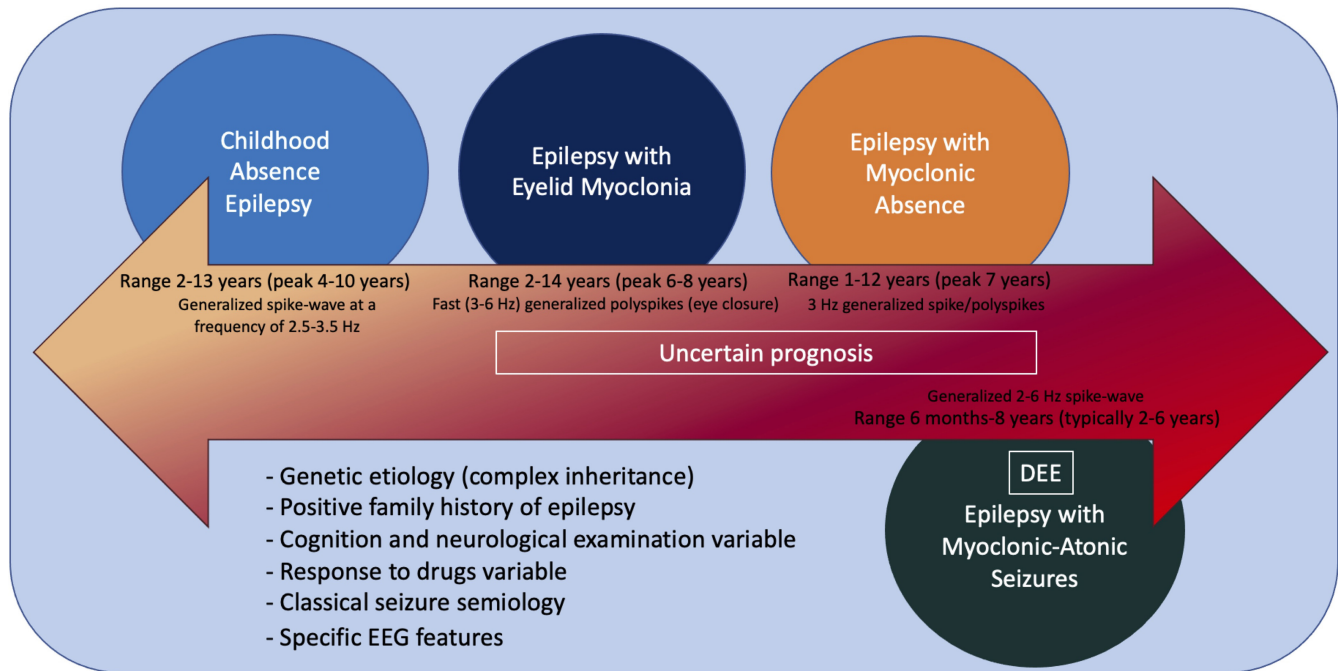 Childhood
Absence
Epilepsy
Epilepsy with
Eyelid Myoclonia
Epilepsy with
Myoclonic
Absence
Range 2-13 years (peak 4-10 years)
Generalized spike-wave at a
frequency of 2.5-3.5 Hz
Range 2-14 years (peak 6-8 years)
Fast (3-6 Hz) generalized polyspikes (eye closure)
Range 1-12 years (peak 7 years)
3 Hz generalized spike/polyspikes
Uncertain prognosis
Generalized 2-6 Hz spike-wave
Range 6 months-8 years (typically 2-6 years)
DEE
Epilepsy with
Myoclonic-Atonic
Seizures
- Genetic etiology (complex inheritance)
- Positive family history of epilepsy
- Cognition and neurological examination variable
- Response to drugs variable
- Classical seizure semiology
- Specific EEG features